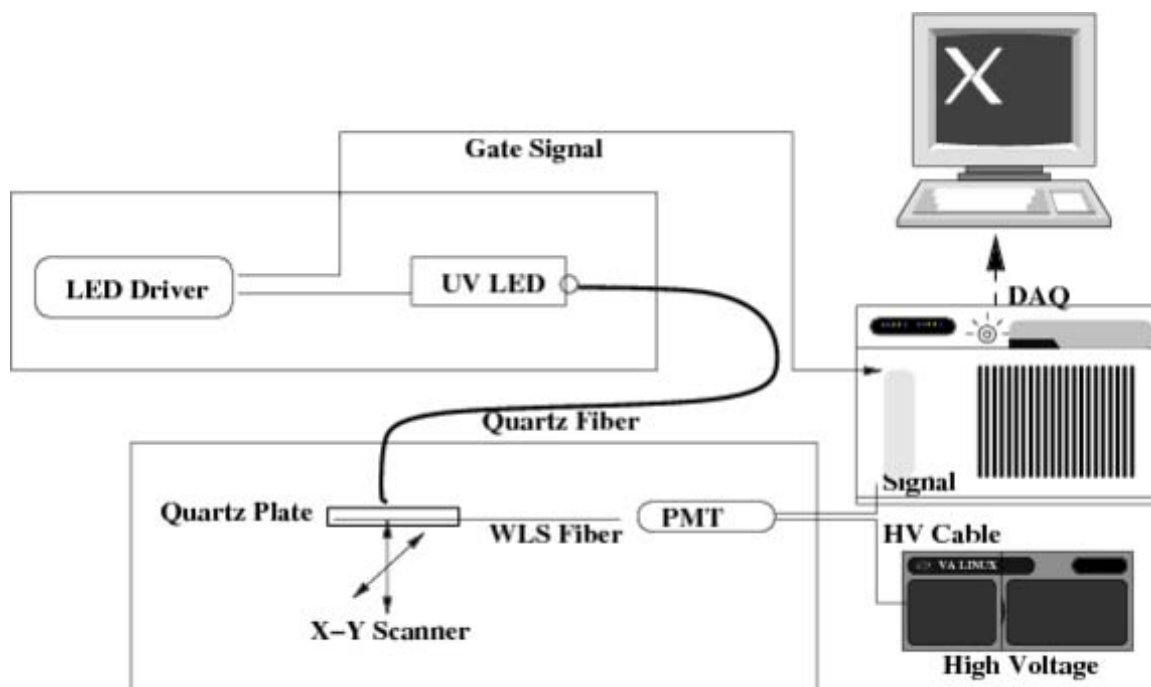 X
Gate Signal
LED Driver
UV LED
DAQ
Quartz Fiber
Signal
Quartz Plate
WLS Fiber
PMT
HV Cable
VA LINUX
X-Y Scanner
High Voltage